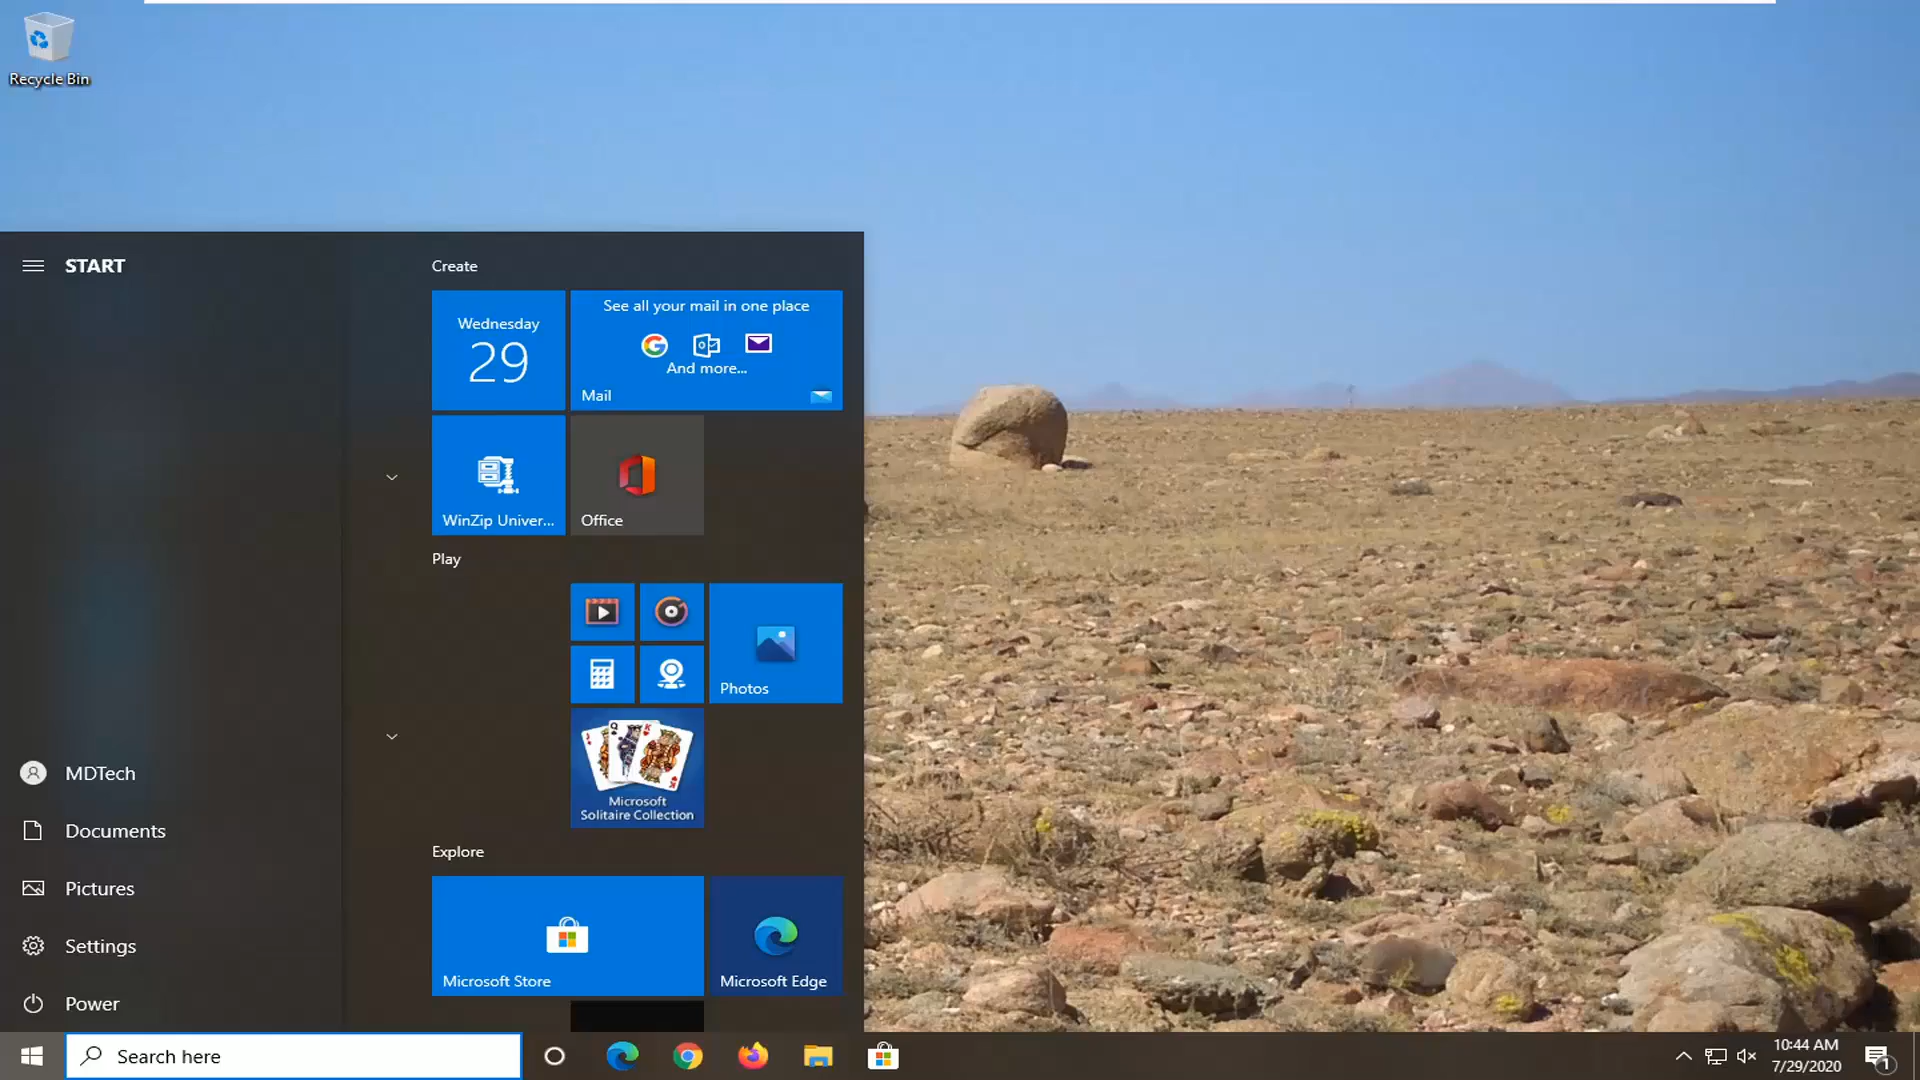 Recycle Bin
START
Create
Wednesday
29
See all your mail in one place
And more...
Mail
WinZip Univer...
Office
Play
Photos
Microsoft
Solitaire Collection
Explore
Microsoft Store
Microsoft Edge
MDTech
Documents
Pictures
Settings
Power
Search here
10:44 AM
7/29/2020
1